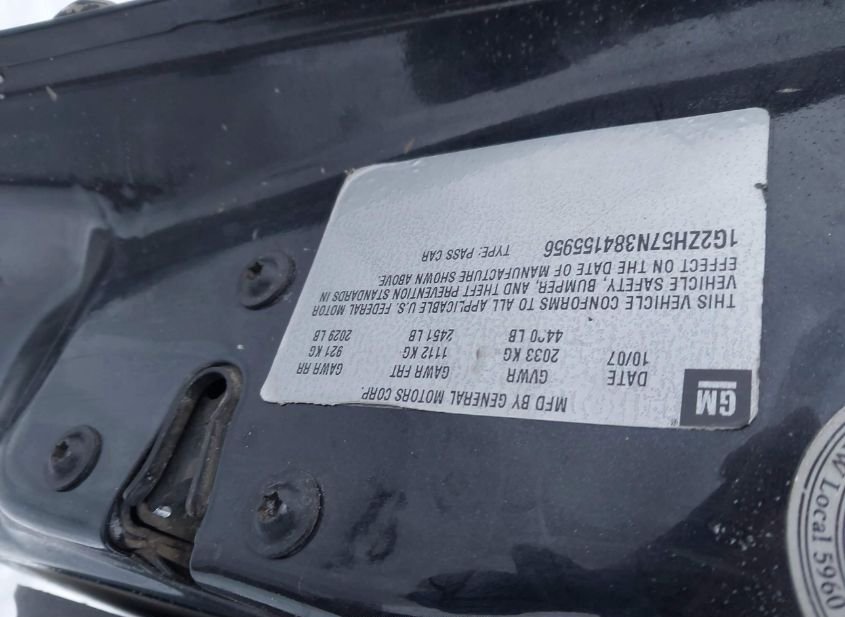 GM
®
MFD BY GENERAL MOTORS CORP.
DATE GVWR GAWR FRT GAWR RR
10/07 2033 KG 1112 KG 921 KG
44 0 LB 2451 LB 2029 LB
THIS VEHICLE CONFORMS TO ALL APPLICABLE U.S. FEDERAL MOTOR
VEHICLE SAFETY, BUMPER, AND THEFT PREVENTION STANDARDS IN
EFFECT ON THE DATE OF MANUFACTURE SHOWN ABOVE.
1G2ZH57N384155956 TYPE: PASS CAR
Local 5960